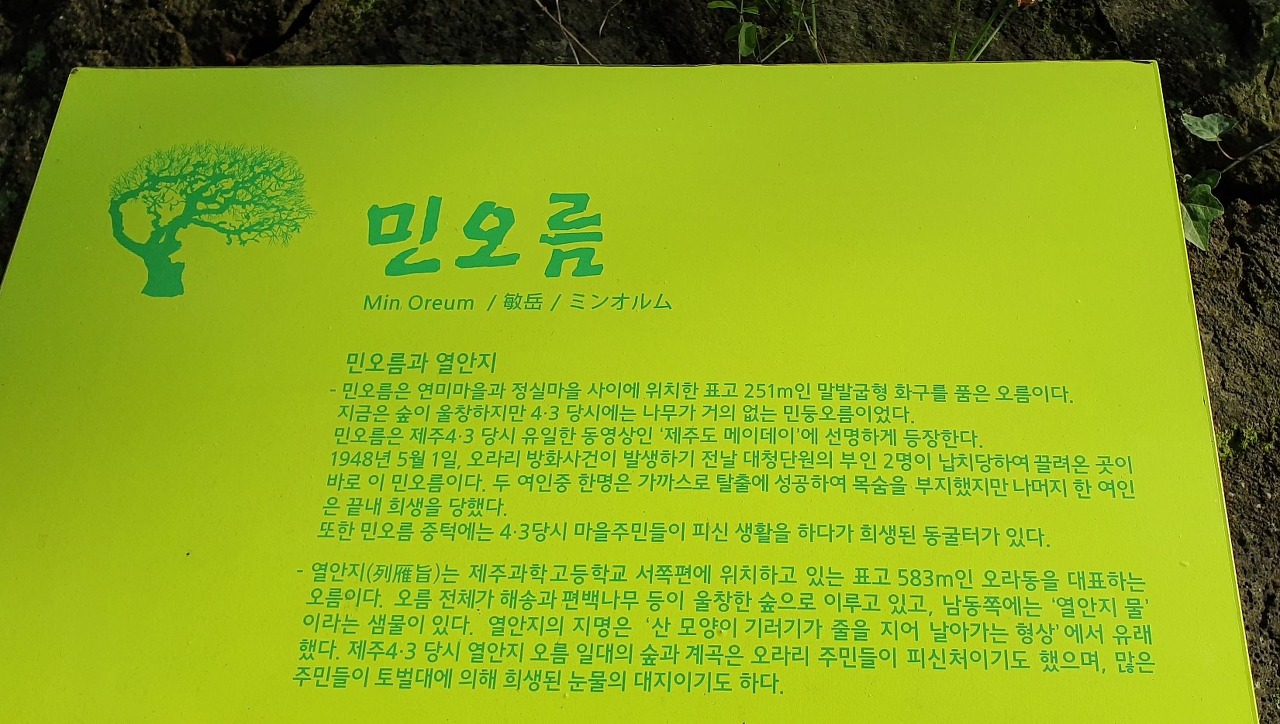 민오름
Min Oreum / 敏岳 / ミンオルム
민오름과 열안지
- 민오름은 연미마을과 정실마을 사이에 위치한 표고 251m인 말발굽형 화구를 품은 오름이다.
지금은 숲이 울창하지만 4·3 당시에는 나무가 거의 없는 민둥오름이었다.
민오름은 제주4·3 당시 유일한 동영상인 '제주도 메이데이'에 선명하게 등장한다.
1948년 5월 1일, 오라리 방화사건이 발생하기 전날 대청단원의 부인 2명이 납치당하여 끌려온 곳이
바로 이 민오름이다. 두 여인중 한명은 가까스로 탈출에 성공하여 목숨을 부지했지만 나머지 한 여인
은 끝내 희생을 당했다.
또한 민오름 중턱에는 4·3당시 마을주민들이 피신 생활을 하다가 희생된 동굴터가 있다.
- 열안지(列雁旨)는 제주과학고등학교 서쪽편에 위치하고 있는 표고 583m인 오라동을 대표하는
오름이다. 오름 전체가 해송과 편백나무 등이 울창한 숲으로 이루고 있고, 남동쪽에는 '열안지 물'
이라는 샘물이 있다. 열안지의 지명은 '산 모양이 기러기가 줄을 지어 날아가는 형상'에서 유래
했다. 제주4·3 당시 열안지 오름 일대의 숲과 계곡은 오라리 주민들이 피신처이기도 했으며, 많은
주민들이 토벌대에 의해 희생된 눈물의 대지이기도 하다.